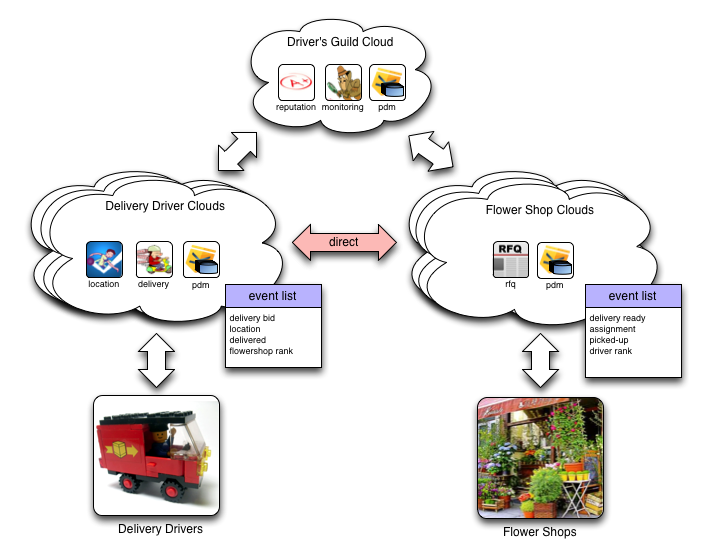 Driver's Guild Cloud
A+
reputation monitoring pdm
Delivery Driver Clouds
location delivery pdm
event list
delivery bid
location
delivered
flowershop rank
direct
Flower Shop Clouds
RFQ
rfq pdm
event list
delivery ready
assignment
picked-up
driver rank
Delivery Drivers
Flower Shops